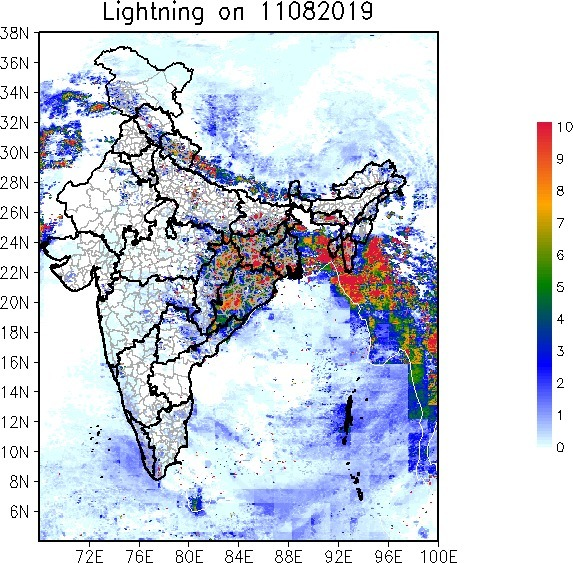 Lightning on 11082019
38N
36N
34N
32N
30N
28N
26N
24N
22N
20N
18N
16N
14N
12N
10N
8N
6N
72E 76E 80E 84E 88E 92E 96E 100E
10
9
8
7
6
5
4
3
2
1
0